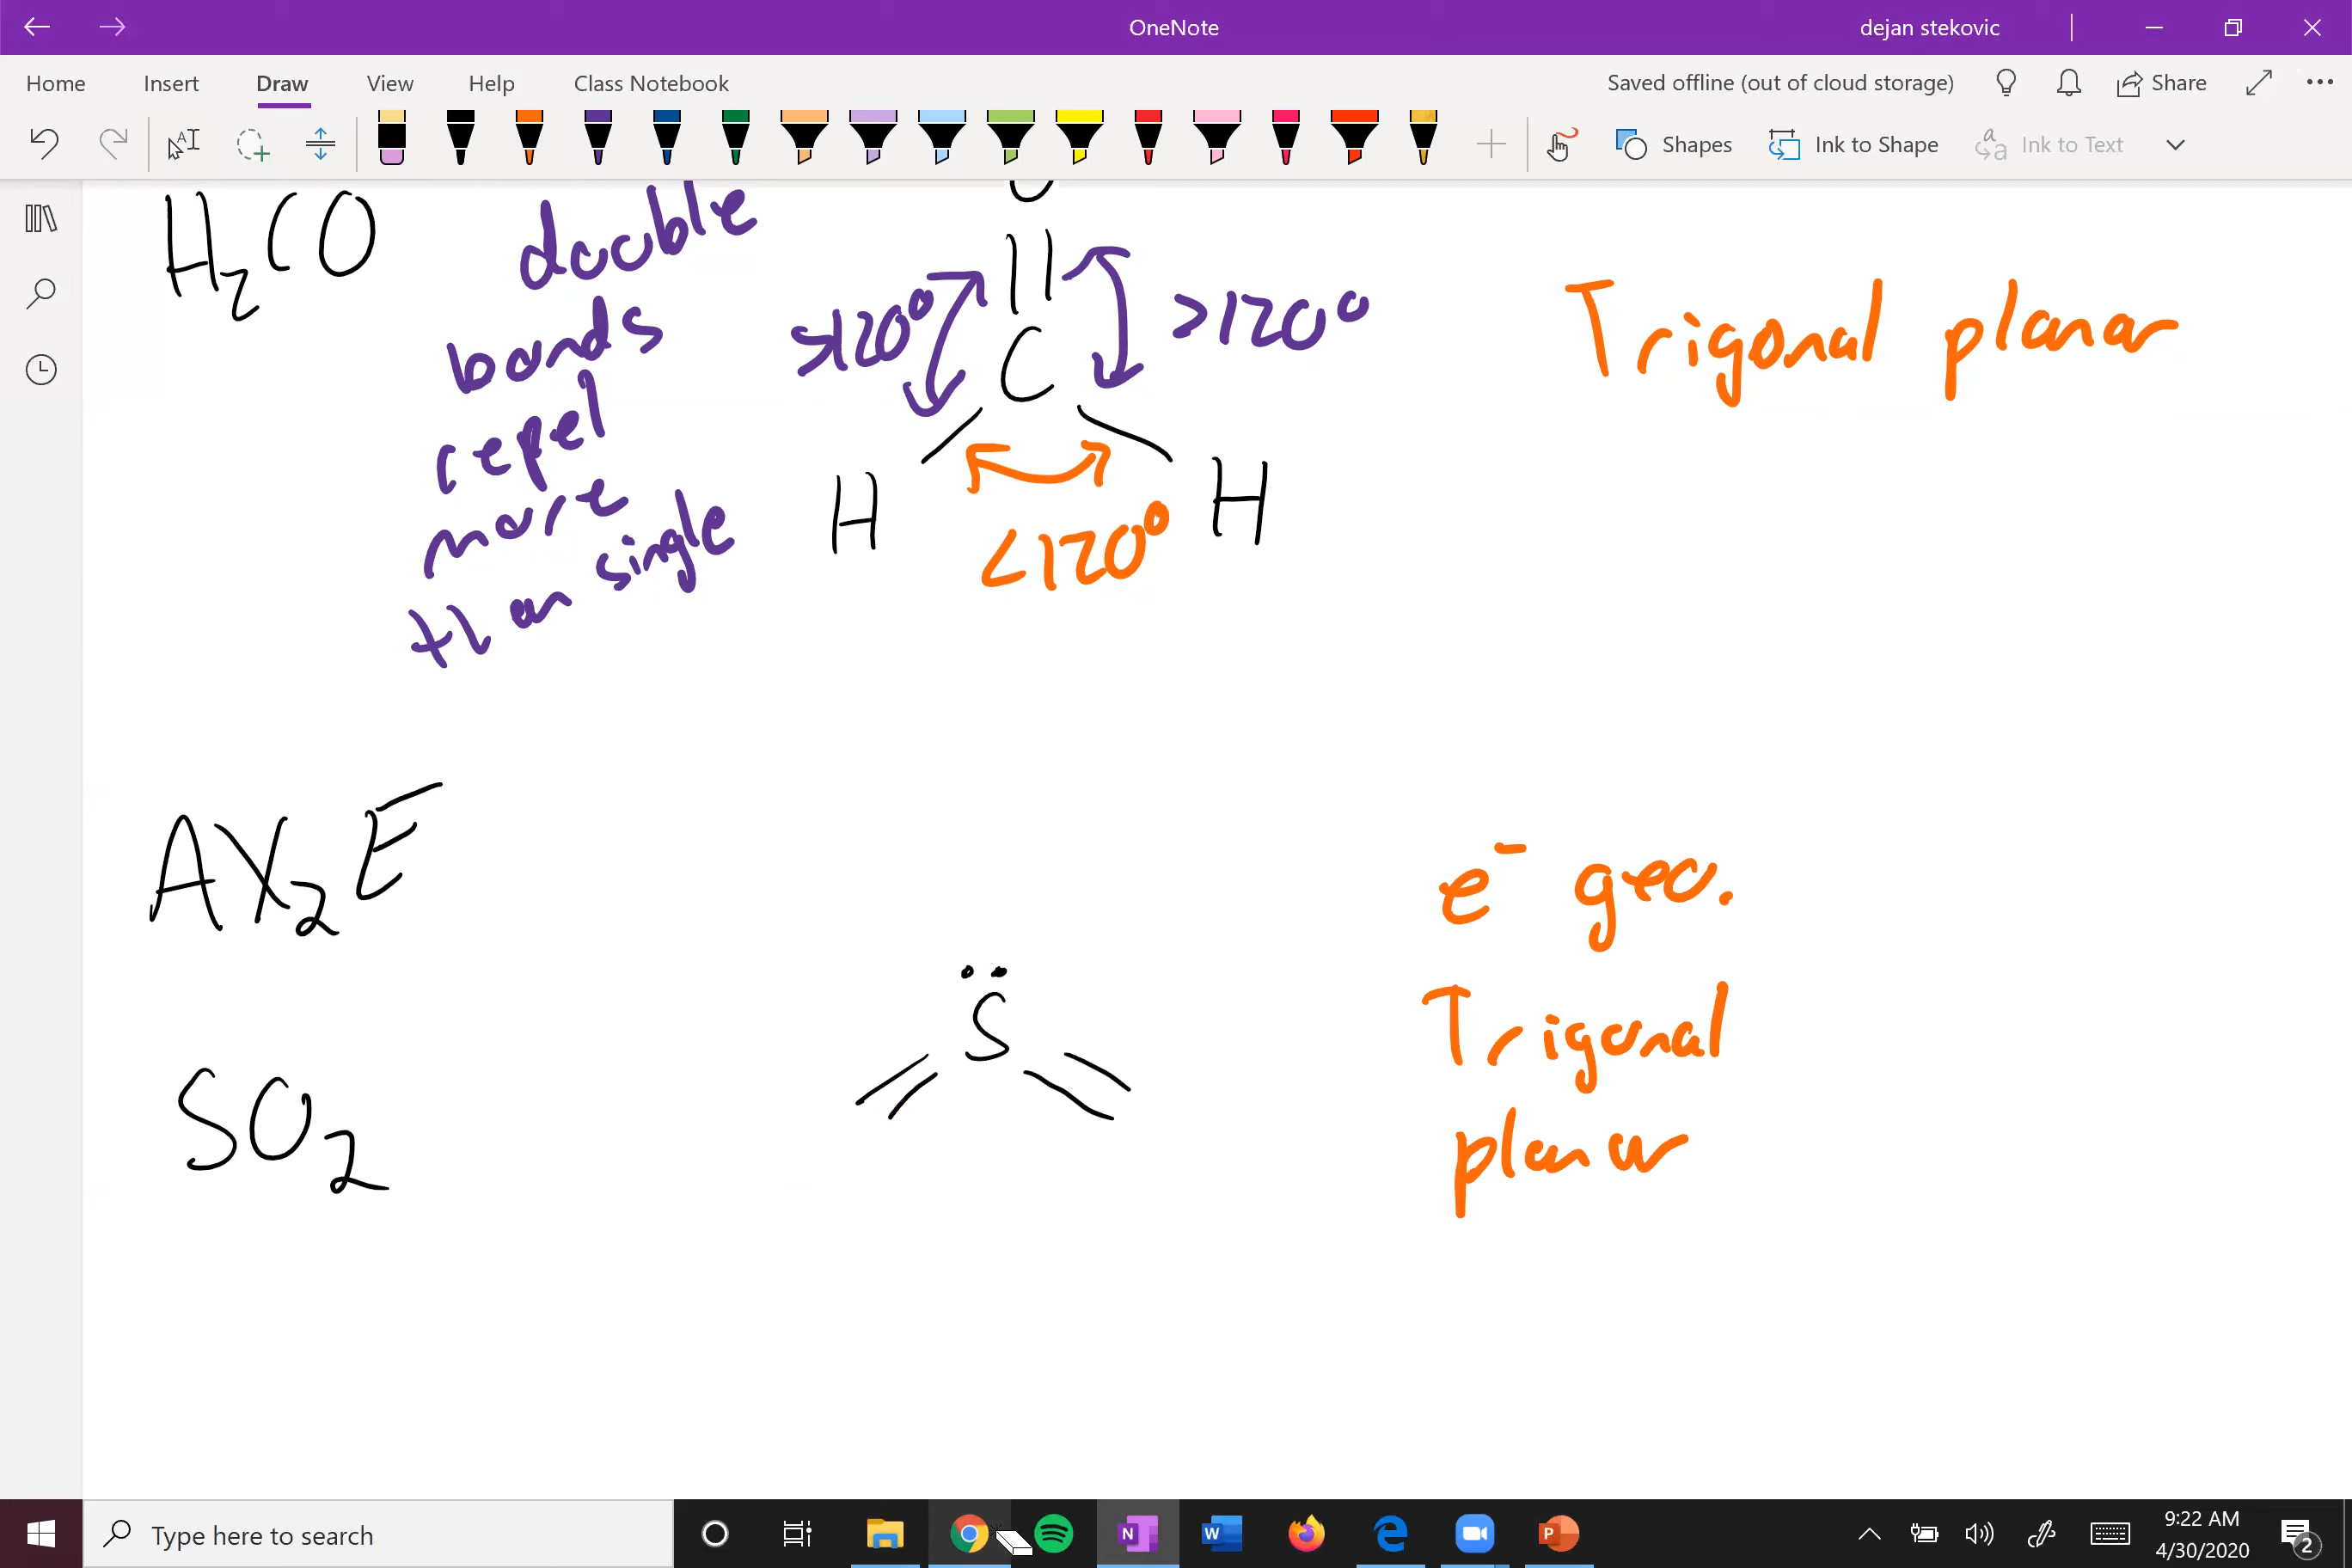 OneNote
dejan stekovic
Home Insert Draw View Help Class Notebook
Saved offline (out of cloud storage)
Share
Shapes
Ink to Shape
Ink to Text
H₂CO
double
bonds
repel
more
than single
O
C
H H
>120°
>120°
<120°
Trigonal planar
AX₂E
SO₂
S
e⁻ geo.
Trigonal
planar
Type here to search
9:22 AM
4/30/2020
2